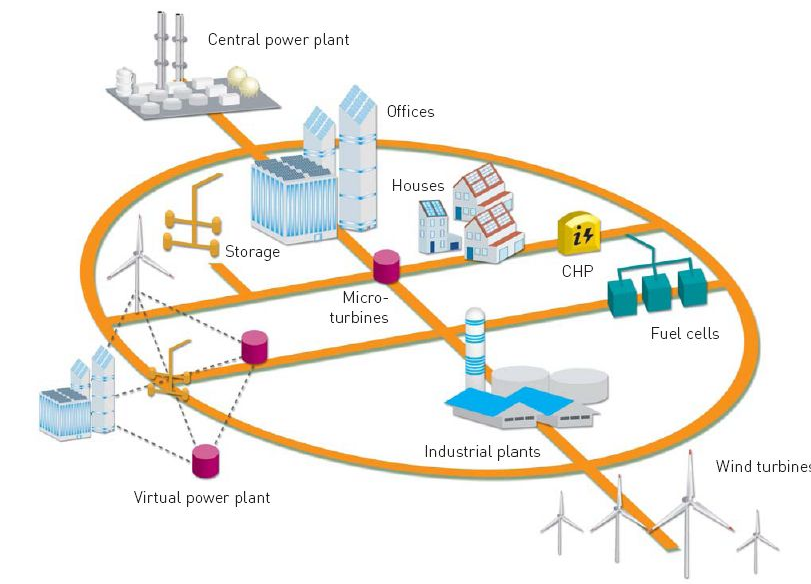 Central power plant
Offices
Houses
Storage
CHP
Micro-
turbines
Fuel cells
Industrial plants
Wind turbines
Virtual power plant